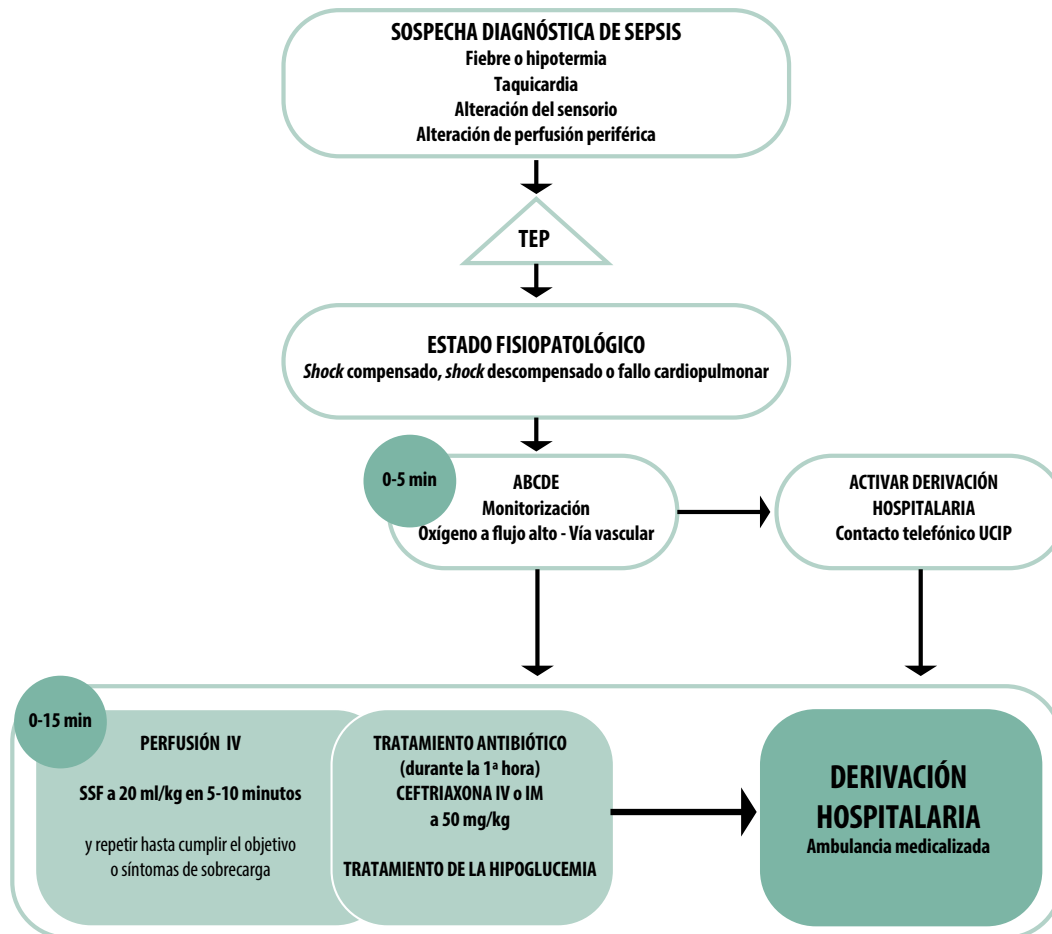 SOSPECHA DIAGNÓSTICA DE SEPSIS
Fiebre o hipotermia
Taquicardia
Alteración del sensorio
Alteración de perfusión periférica
TEP
ESTADO FISIOPATOLÓGICO
Shock compensado, shock descompensado o fallo cardiopulmonar
0-5 min
ABCDE
Monitorización
Oxígeno a flujo alto - Vía vascular
ACTIVAR DERIVACIÓN
HOSPITALARIA
Contacto telefónico UCIP
0-15 min
PERFUSIÓN IV
SSF a 20 ml/kg en 5-10 minutos
y repetir hasta cumplir el objetivo
o síntomas de sobrecarga
TRATAMIENTO ANTIBIÓTICO
(durante la 1ª hora)
CEFTRIAXONA IV o IM
a 50 mg/kg
TRATAMIENTO DE LA HIPOGLUCEMIA
DERIVACIÓN
HOSPITALARIA
Ambulancia medicalizada